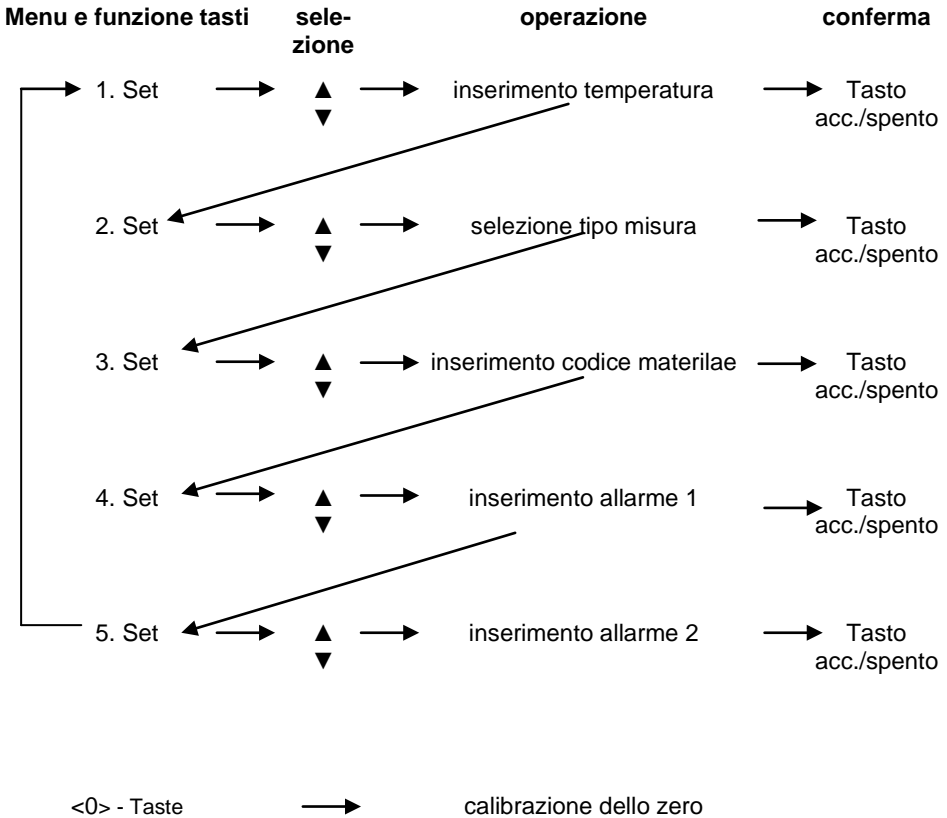 Menu e funzione tasti sele- operazione conferma
zione
1. Set ▲ inserimento temperatura Tasto
▼ acc./spento
2. Set ▲ selezione tipo misura Tasto
▼ acc./spento
3. Set ▲ inserimento codice materilae Tasto
▼ acc./spento
4. Set ▲ inserimento allarme 1 Tasto
▼ acc./spento
5. Set ▲ inserimento allarme 2 Tasto
▼ acc./spento
<0> - Taste calibrazione dello zero